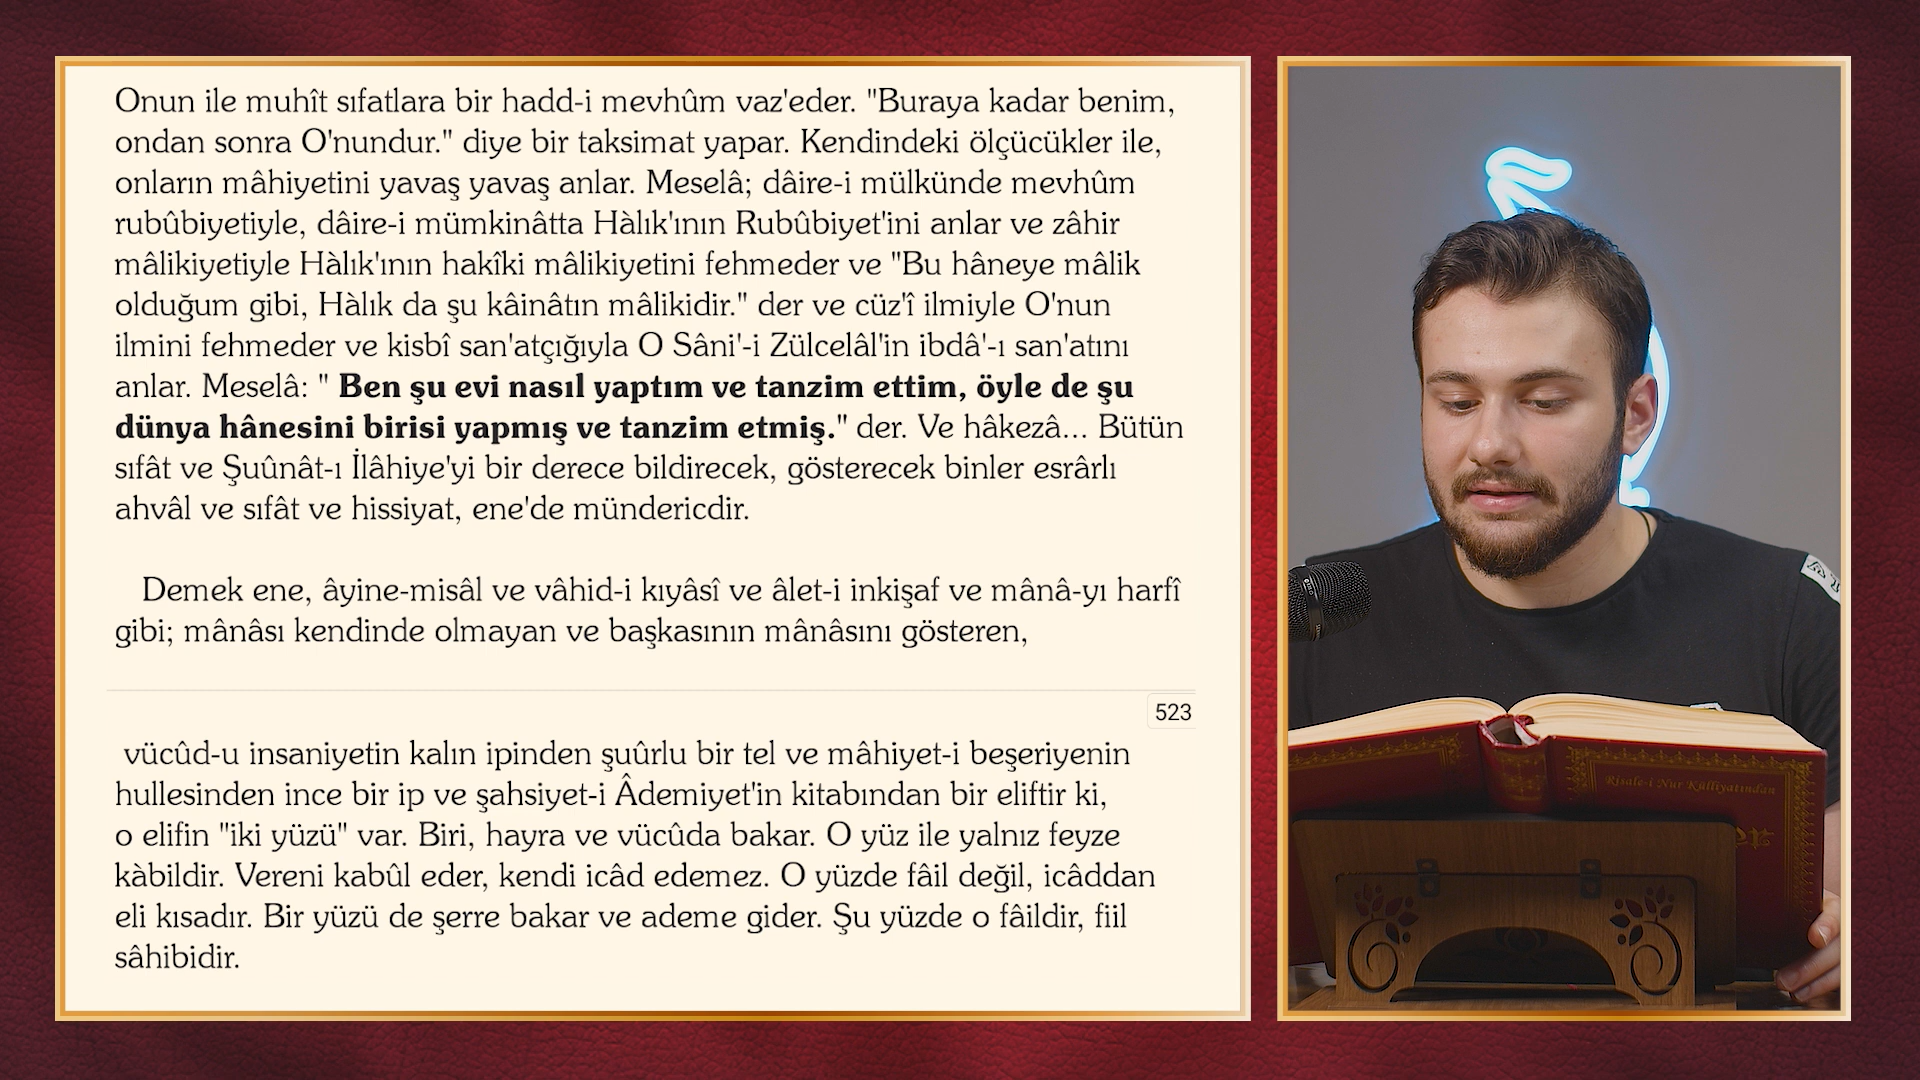 Onun ile muhît sıfatlara bir hadd-i mevhûm vaz'eder. "Buraya kadar benim,
ondan sonra O'nundur." diye bir taksimat yapar. Kendindeki ölçücükler ile,
onların mâhiyetini yavaş yavaş anlar. Meselâ; dâire-i mülkünde mevhûm
rubûbiyetiyle, dâire-i mümkinâtta Hàlık'ının Rubûbiyet'ini anlar ve zâhir
mâlikiyetiyle Hàlık'ının hakîki mâlikiyetini fehmeder ve "Bu hâneye mâlik
olduğum gibi, Hàlık da şu kâinâtın mâlikidir." der ve cüz'î ilmiyle O'nun
ilmini fehmeder ve kisbî san'atçığıyla O Sâni'-i Zülcelâl'in ibdâ'-ı san'atını
anlar. Meselâ: " Ben şu evi nasıl yaptım ve tanzim ettim, öyle de şu
dünya hânesini birisi yapmış ve tanzim etmiş." der. Ve hâkezâ... Bütün
sıfât ve Şuûnât-ı İlâhiye'yi bir derece bildirecek, gösterecek binler esrârlı
ahvâl ve sıfât ve hissiyat, ene'de mündericdir.
Demek ene, âyine-misâl ve vâhid-i kıyâsî ve âlet-i inkişaf ve mânâ-yı harfî
gibi; mânâsı kendinde olmayan ve başkasının mânâsını gösteren,
523
vücûd-u insaniyetin kalın ipinden şuûrlu bir tel ve mâhiyet-i beşeriyenin
hullesinden ince bir ip ve şahsiyet-i Âdemiyet'in kitabından bir eliftir ki,
o elifin "iki yüzü" var. Biri, hayra ve vücûda bakar. O yüz ile yalnız feyze
kàbildir. Vereni kabûl eder, kendi icâd edemez. O yüzde fâil değil, icâddan
eli kısadır. Bir yüzü de şerre bakar ve ademe gider. Şu yüzde o fâildir, fiil
sâhibidir.
Risale-i Nur Külliyatından